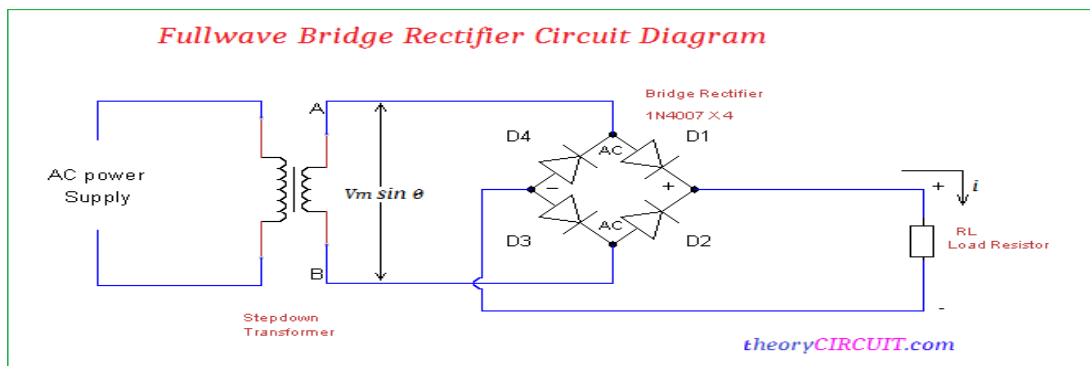 Fullwave Bridge Rectifier Circuit Diagram
Bridge Rectifier
1N4007 X 4
A
D4
D1
AC
AC power
Supply
Vm sin θ
-
+
+
i
AC
D3
D2
RL
Load Resistor
B
-
Stepdown
Transformer
theoryCIRCUIT.com